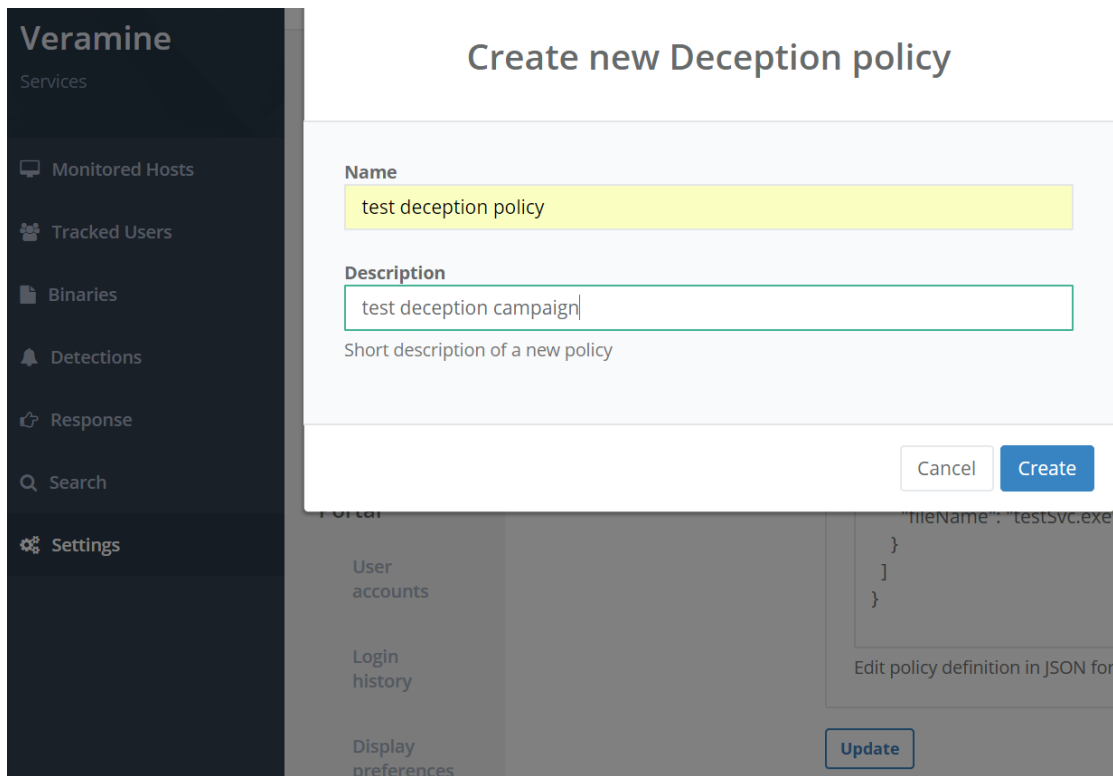 Veramine
Services
Monitored Hosts
Tracked Users
Binaries
Detections
Response
Search
Settings
Create new Deception policy
Name
test deception policy
Description
test deception campaign
Short description of a new policy
Cancel
Create
Portal
User
accounts
Login
history
Display
preferences
"fileName": "testSvc.exe
}
]
}
Edit policy definition in JSON for
Update